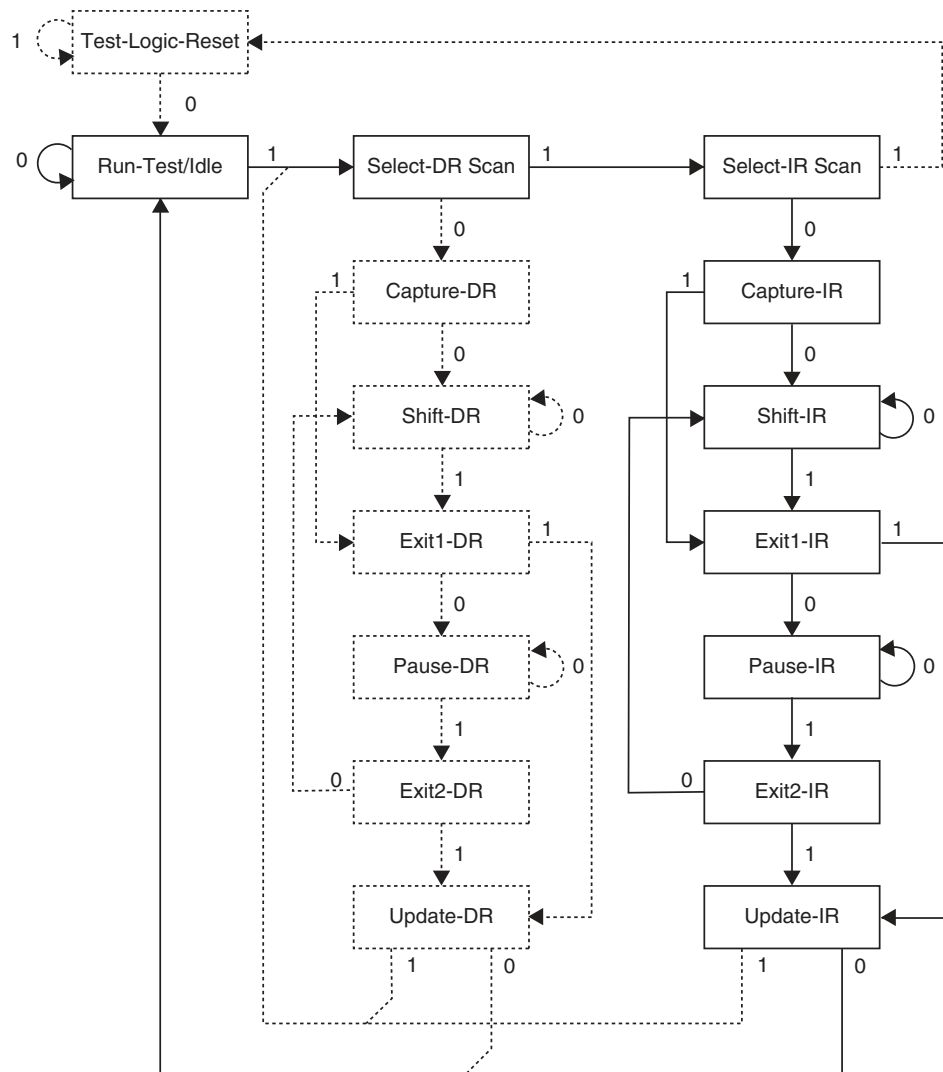 1
Test-Logic-Reset
0
0
Run-Test/Idle
1
Select-DR Scan
1
Select-IR Scan
1
0
0
1
Capture-DR
1
Capture-IR
0
0
Shift-DR
0
Shift-IR
0
1
1
Exit1-DR
1
Exit1-IR
1
0
0
Pause-DR
0
Pause-IR
0
1
1
0
Exit2-DR
0
Exit2-IR
1
1
Update-DR
Update-IR
1
0
1
0